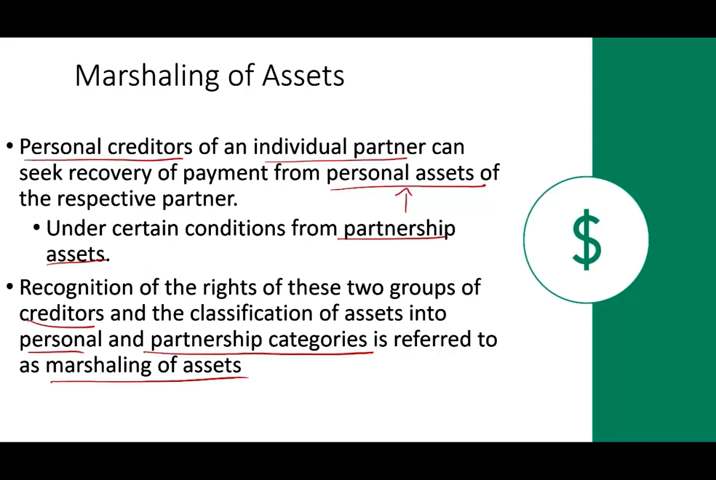 Marshaling of Assets
• Personal creditors of an individual partner can
seek recovery of payment from personal assets of
the respective partner.
• Under certain conditions from partnership
assets.
• Recognition of the rights of these two groups of
creditors and the classification of assets into
personal and partnership categories is referred to
as marshaling of assets
$